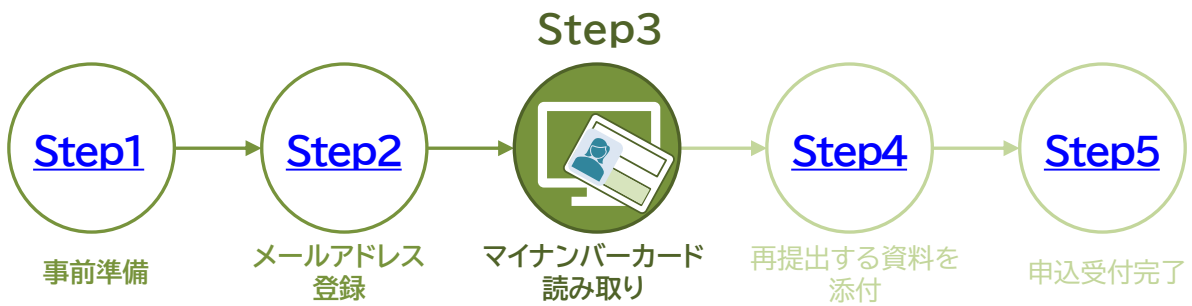 Step3
Step1
Step2
Step4
Step5
事前準備
メールアドレス
登録
マイナンバーカード
読み取り
再提出する資料を
添付
申込受付完了